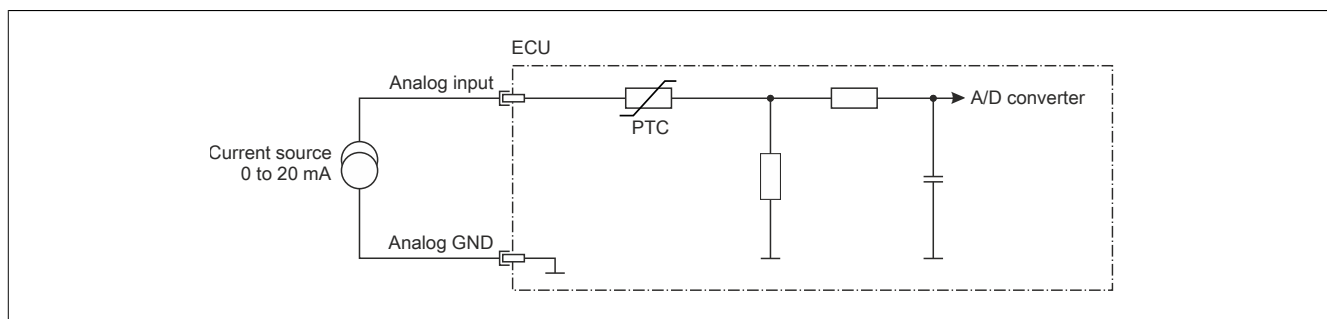 ECU
Analog input
A/D converter
PTC
Current source
0 to 20 mA
Analog GND